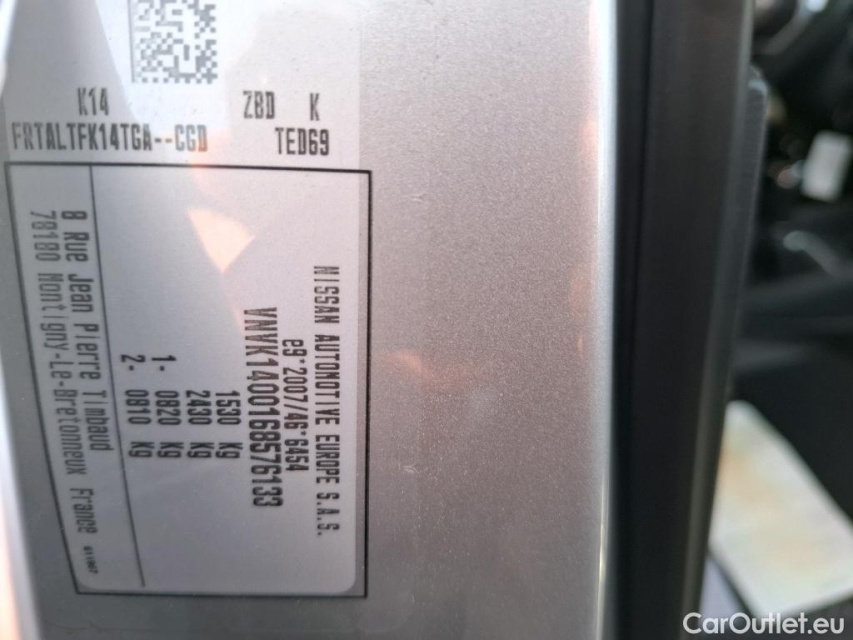 K14 ZBD K
FRTALTFK14TGA--CGD TED69
NISSAN AUTOMOTIVE EUROPE S.A.S.
e9*2007/46*6454
VNVK1400168576133
1530 Kg
2430 Kg
1- 0820 Kg
2- 0810 Kg
8 Rue Jean Pierre Timbaud
78180 Montigny-Le-Bretonneux France
CarOutlet.eu